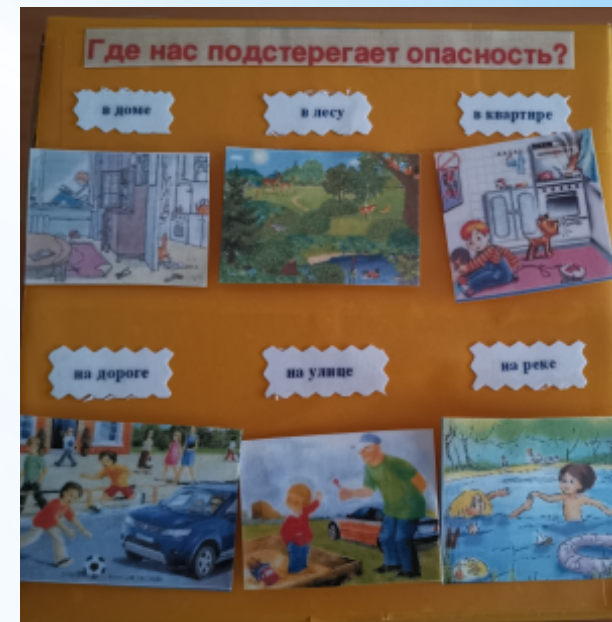 Где нас подстерегает опасность?
в доме
в лесу
в квартире
на дороге
на улице
на реке